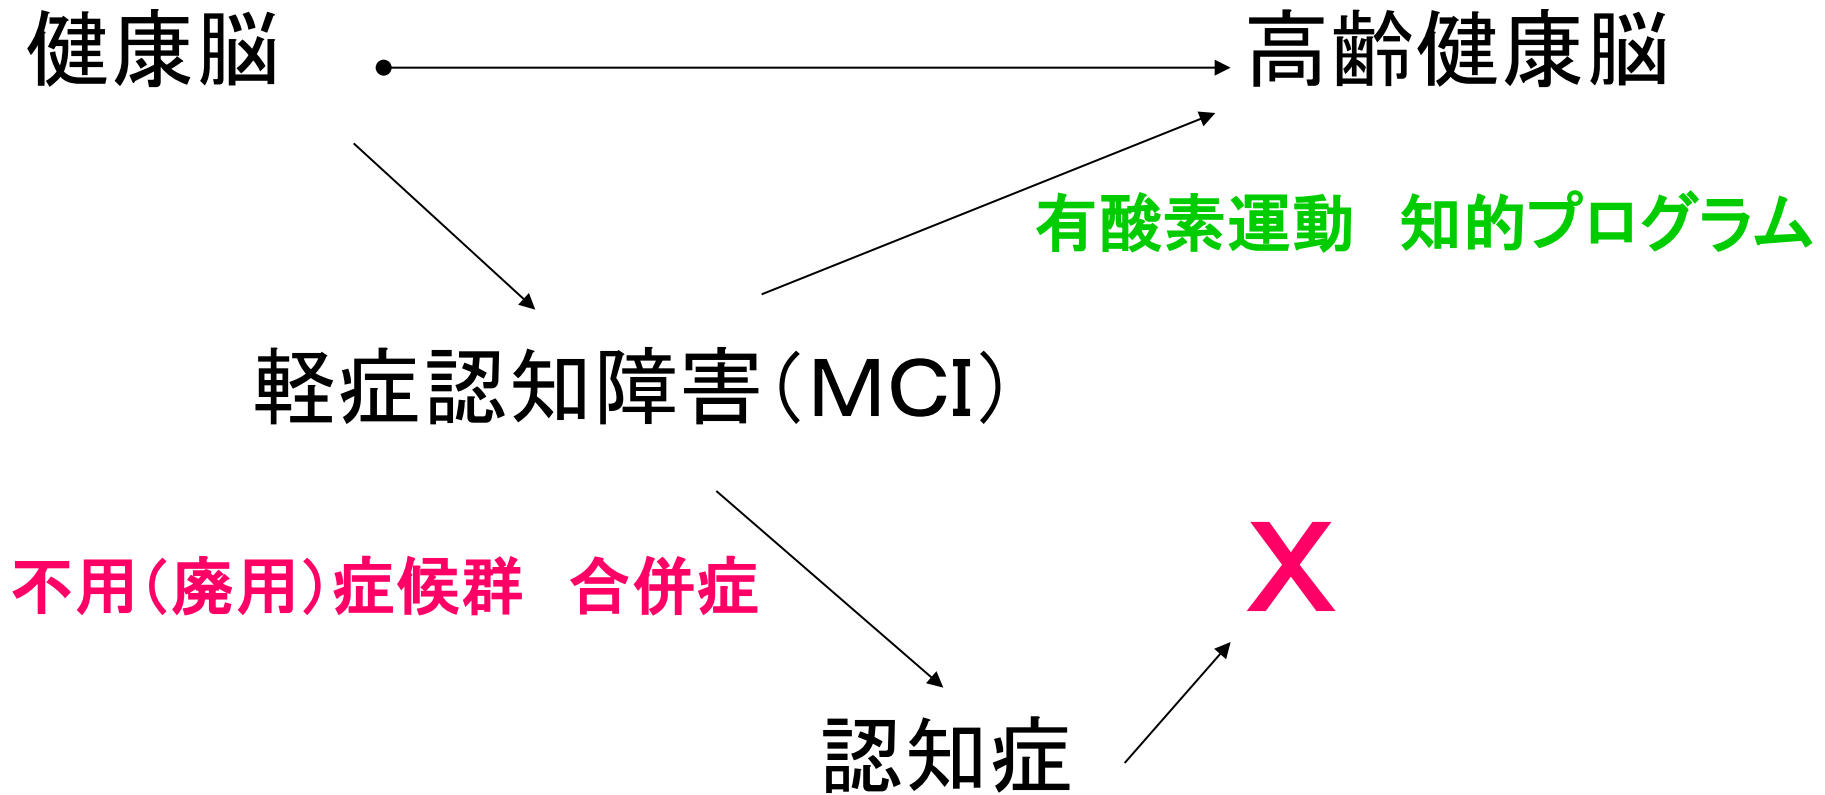 健康脳
高齢健康脳
有酸素運動　知的プログラム
軽症認知障害（MCI）
不用（廃用）症候群　合併症
X
認知症